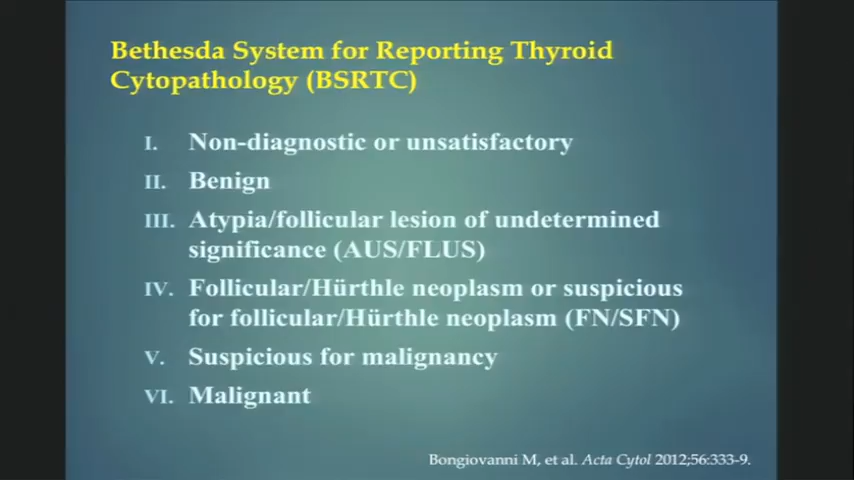 Bethesda System for Reporting Thyroid
Cytopathology (BSRTC)
I. Non-diagnostic or unsatisfactory
II. Benign
III. Atypia/follicular lesion of undetermined
significance (AUS/FLUS)
IV. Follicular/Hürthle neoplasm or suspicious
for follicular/Hürthle neoplasm (FN/SFN)
V. Suspicious for malignancy
VI. Malignant
Bongiovanni M, et al. Acta Cytol 2012;56:333-9.